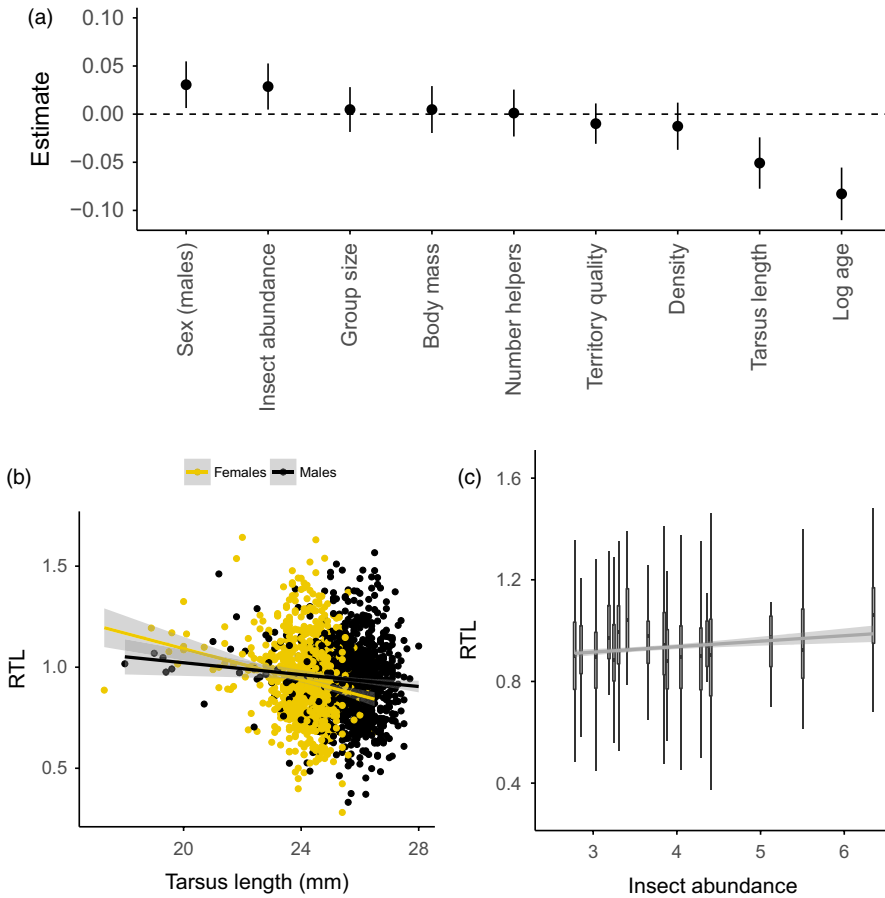 (a)
0.10
0.05
0.00
−0.05
−0.10
Estimate
Sex (males)
Insect abundance
Group size
Body mass
Number helpers
Territory quality
Density
Tarsus length
Log age
(b)
Females
Males
1.5
1.0
0.5
RTL
20
24
28
Tarsus length (mm)
(c)
1.6
1.2
0.8
0.4
RTL
3
4
5
6
Insect abundance